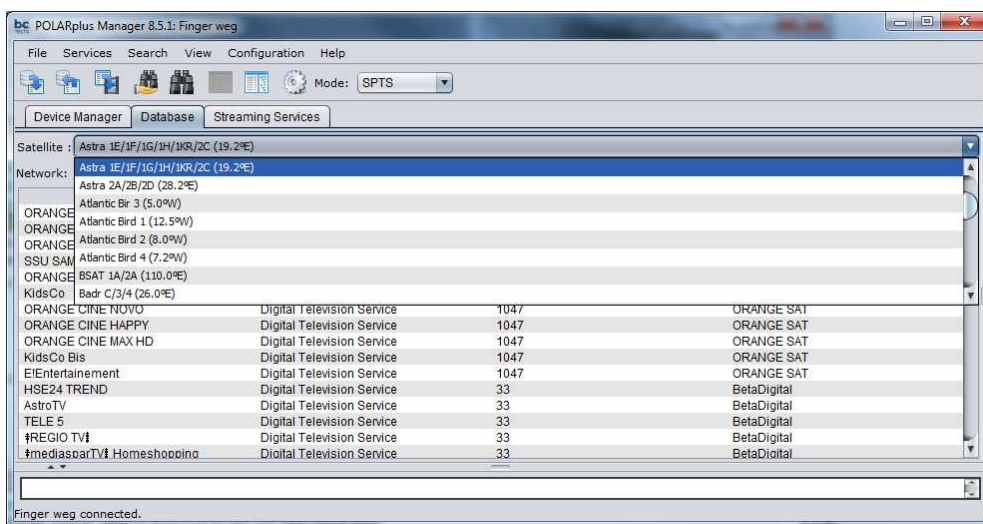 bc POLARplus Manager 8.5.1: Finger weg
File Services Search View Configuration Help
Mode: SPTS
Device Manager Database Streaming Services
Satellite : Astra 1E/1F/1G/1H/1KR/2C (19.2ºE)
Network: Astra 1E/1F/1G/1H/1KR/2C (19.2ºE)
Astra 2A/2B/2D (28.2ºE)
Atlantic Bir 3 (5.0ºW)
ORANGE
Atlantic Bird 1 (12.5ºW)
ORANGE
Atlantic Bird 2 (8.0ºW)
ORANGE
Atlantic Bird 4 (7.2ºW)
SSU SAM
BSAT 1A/2A (110.0ºE)
ORANGE
Badr C/3/4 (26.0ºE)
KidsCo
ORANGE CINE NOVO Digital Television Service 1047 ORANGE SAT
ORANGE CINE HAPPY Digital Television Service 1047 ORANGE SAT
ORANGE CINE MAX HD Digital Television Service 1047 ORANGE SAT
KidsCo Bis Digital Television Service 1047 ORANGE SAT
E!Entertainement Digital Television Service 1047 ORANGE SAT
HSE24 TREND Digital Television Service 33 BetaDigital
AstroTV Digital Television Service 33 BetaDigital
TELE 5 Digital Television Service 33 BetaDigital
‡REGIO TV‡ Digital Television Service 33 BetaDigital
‡mediasparTV‡ Homeshopping Digital Television Service 33 BetaDigital
Finger weg connected.